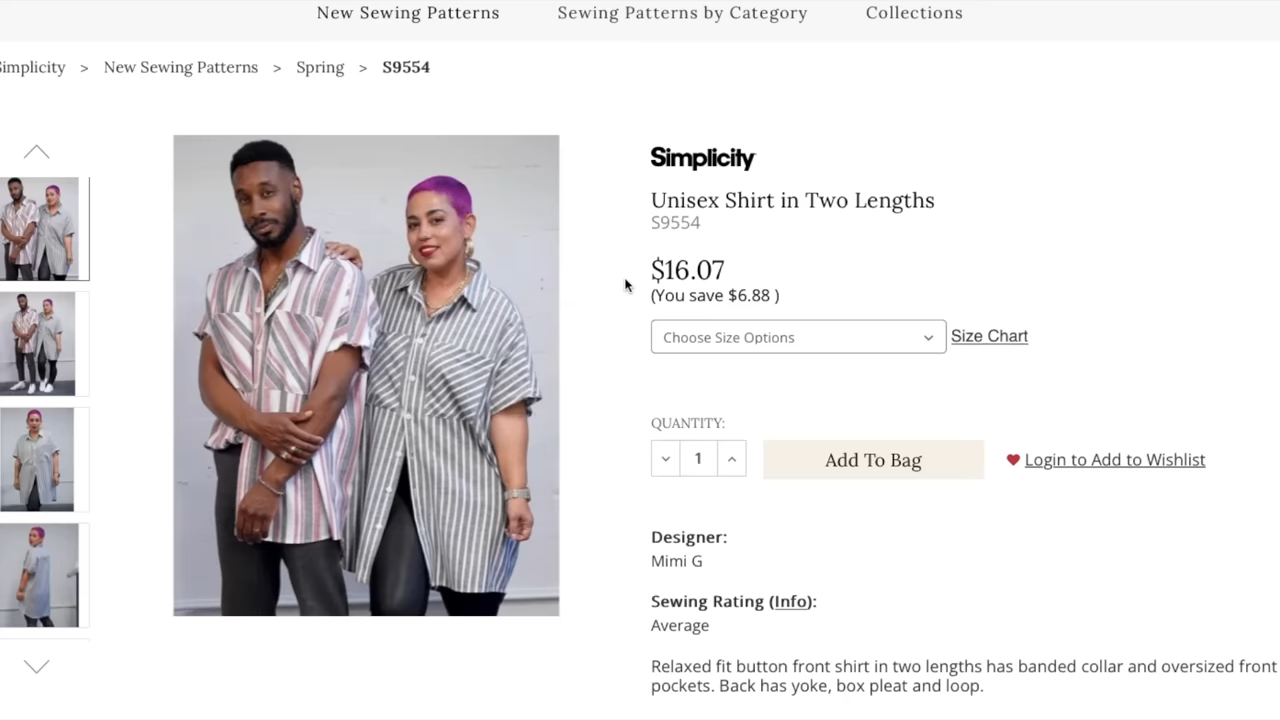 New Sewing Patterns Sewing Patterns by Category Collections
Simplicity > New Sewing Patterns > Spring > S9554
Simplicity
Unisex Shirt in Two Lengths
S9554
$16.07
(You save $6.88 )
Choose Size Options Size Chart
QUANTITY:
1 Add To Bag Login to Add to Wishlist
Designer:
Mimi G
Sewing Rating (Info):
Average
Relaxed fit button front shirt in two lengths has banded collar and oversized front
pockets. Back has yoke, box pleat and loop.